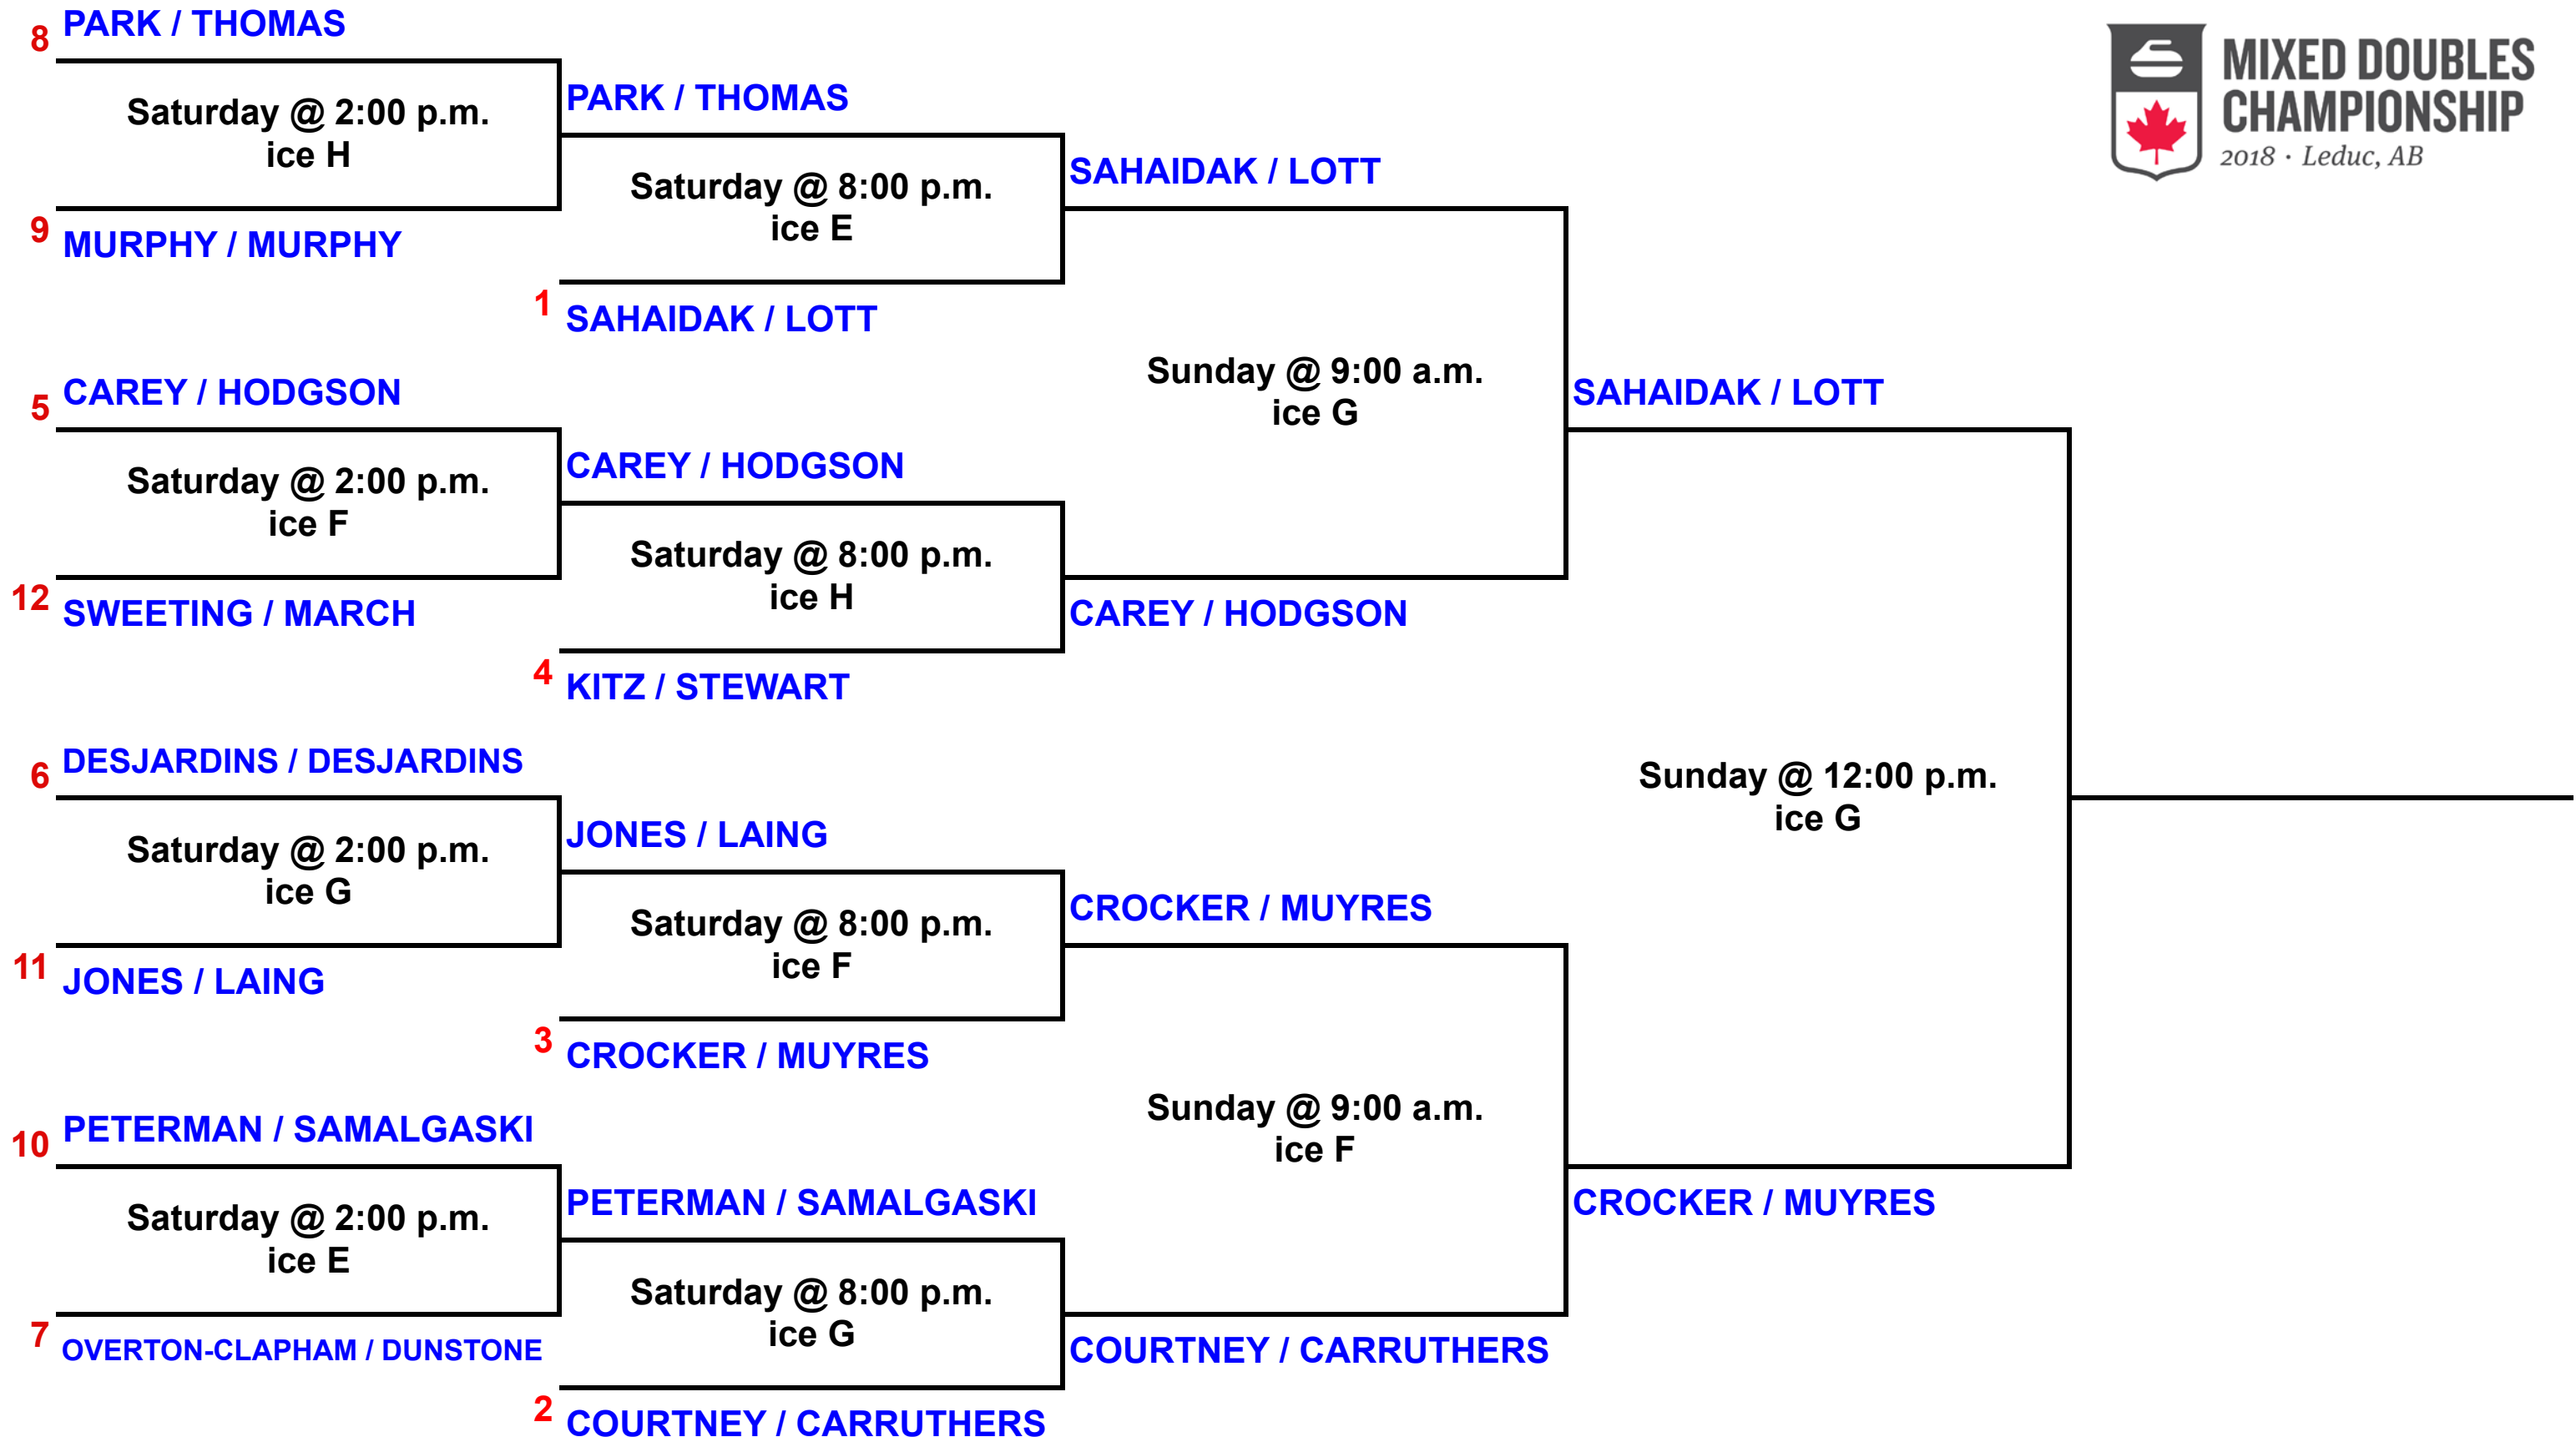 8 PARK / THOMAS
Saturday @ 2:00 p.m.
ice H
9 MURPHY / MURPHY
5 CAREY / HODGSON
Saturday @ 2:00 p.m.
ice F
12 SWEETING / MARCH
6 DESJARDINS / DESJARDINS
Saturday @ 2:00 p.m.
ice G
11 JONES / LAING
10 PETERMAN / SAMALGASKI
Saturday @ 2:00 p.m.
ice E
7 OVERTON-CLAPHAM / DUNSTONE
PARK / THOMAS
Saturday @ 8:00 p.m.
ice E
1 SAHAIDAK / LOTT
CAREY / HODGSON
Saturday @ 8:00 p.m.
ice H
4 KITZ / STEWART
JONES / LAING
Saturday @ 8:00 p.m.
ice F
3 CROCKER / MUYRES
PETERMAN / SAMALGASKI
Saturday @ 8:00 p.m.
ice G
2 COURTNEY / CARRUTHERS
SAHAIDAK / LOTT
Sunday @ 9:00 a.m.
ice G
CAREY / HODGSON
CROCKER / MUYRES
Sunday @ 9:00 a.m.
ice F
COURTNEY / CARRUTHERS
SAHAIDAK / LOTT
Sunday @ 12:00 p.m.
ice G
CROCKER / MUYRES
MIXED DOUBLES
CHAMPIONSHIP
2018 · Leduc, AB